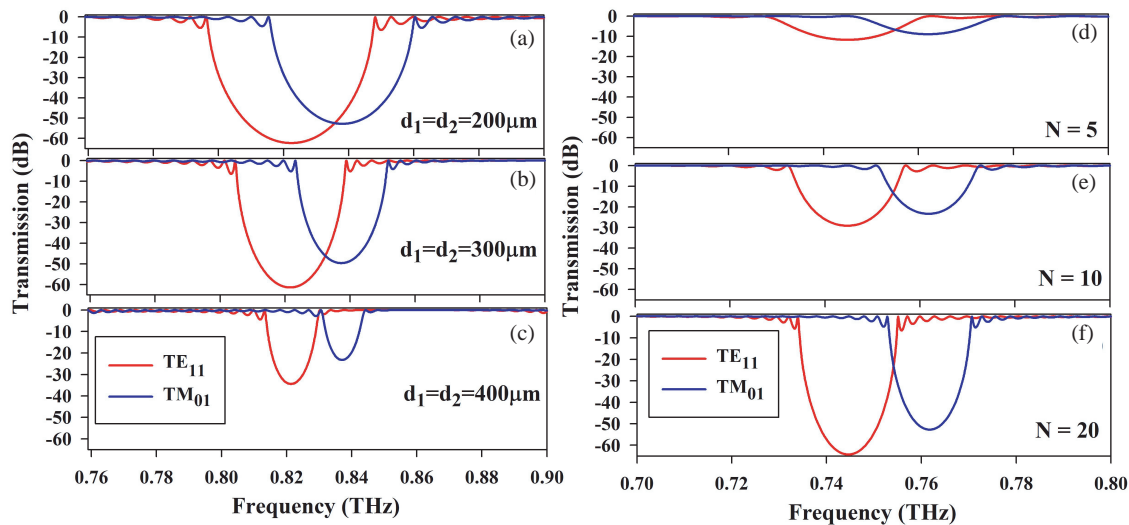 0
-10
-20
-30
-40
-50
-60
(a)
d₁=d₂=200μm
0
-10
-20
-30
-40
-50
-60
(b)
d₁=d₂=300μm
0
-10
-20
-30
-40
-50
-60
(c)
TE₁₁
TM₀₁
d₁=d₂=400μm
0.76 0.78 0.80 0.82 0.84 0.86 0.88 0.90
Frequency (THz)
Transmission (dB)
0
-10
-20
-30
-40
-50
-60
(d)
N = 5
0
-10
-20
-30
-40
-50
-60
(e)
N = 10
0
-10
-20
-30
-40
-50
-60
(f)
TE₁₁
TM₀₁
N = 20
0.70 0.72 0.74 0.76 0.78 0.80
Frequency (THz)
Transmission (dB)